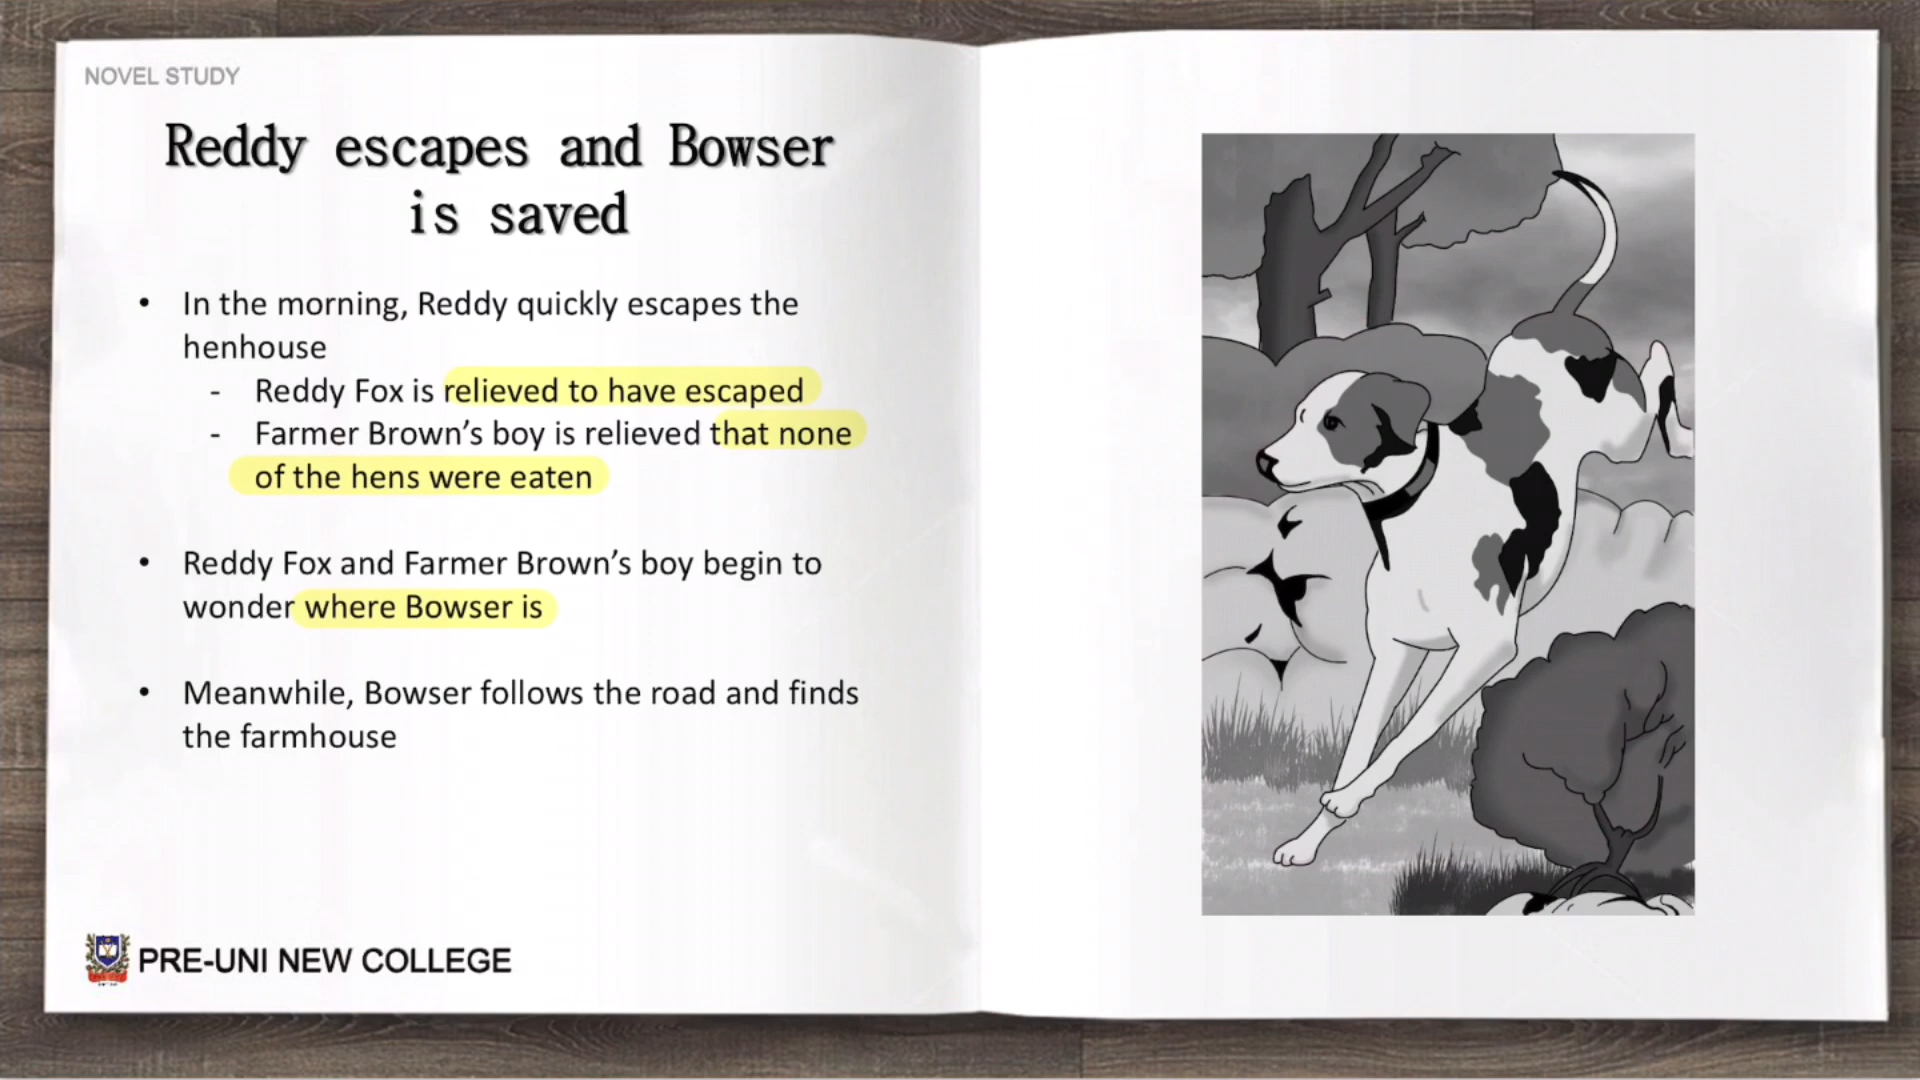 NOVEL STUDY
Reddy escapes and Bowser
is saved
• In the morning, Reddy quickly escapes the
henhouse
- Reddy Fox is relieved to have escaped
- Farmer Brown’s boy is relieved that none
of the hens were eaten
• Reddy Fox and Farmer Brown’s boy begin to
wonder where Bowser is
• Meanwhile, Bowser follows the road and finds
the farmhouse
PRE-UNI NEW COLLEGE